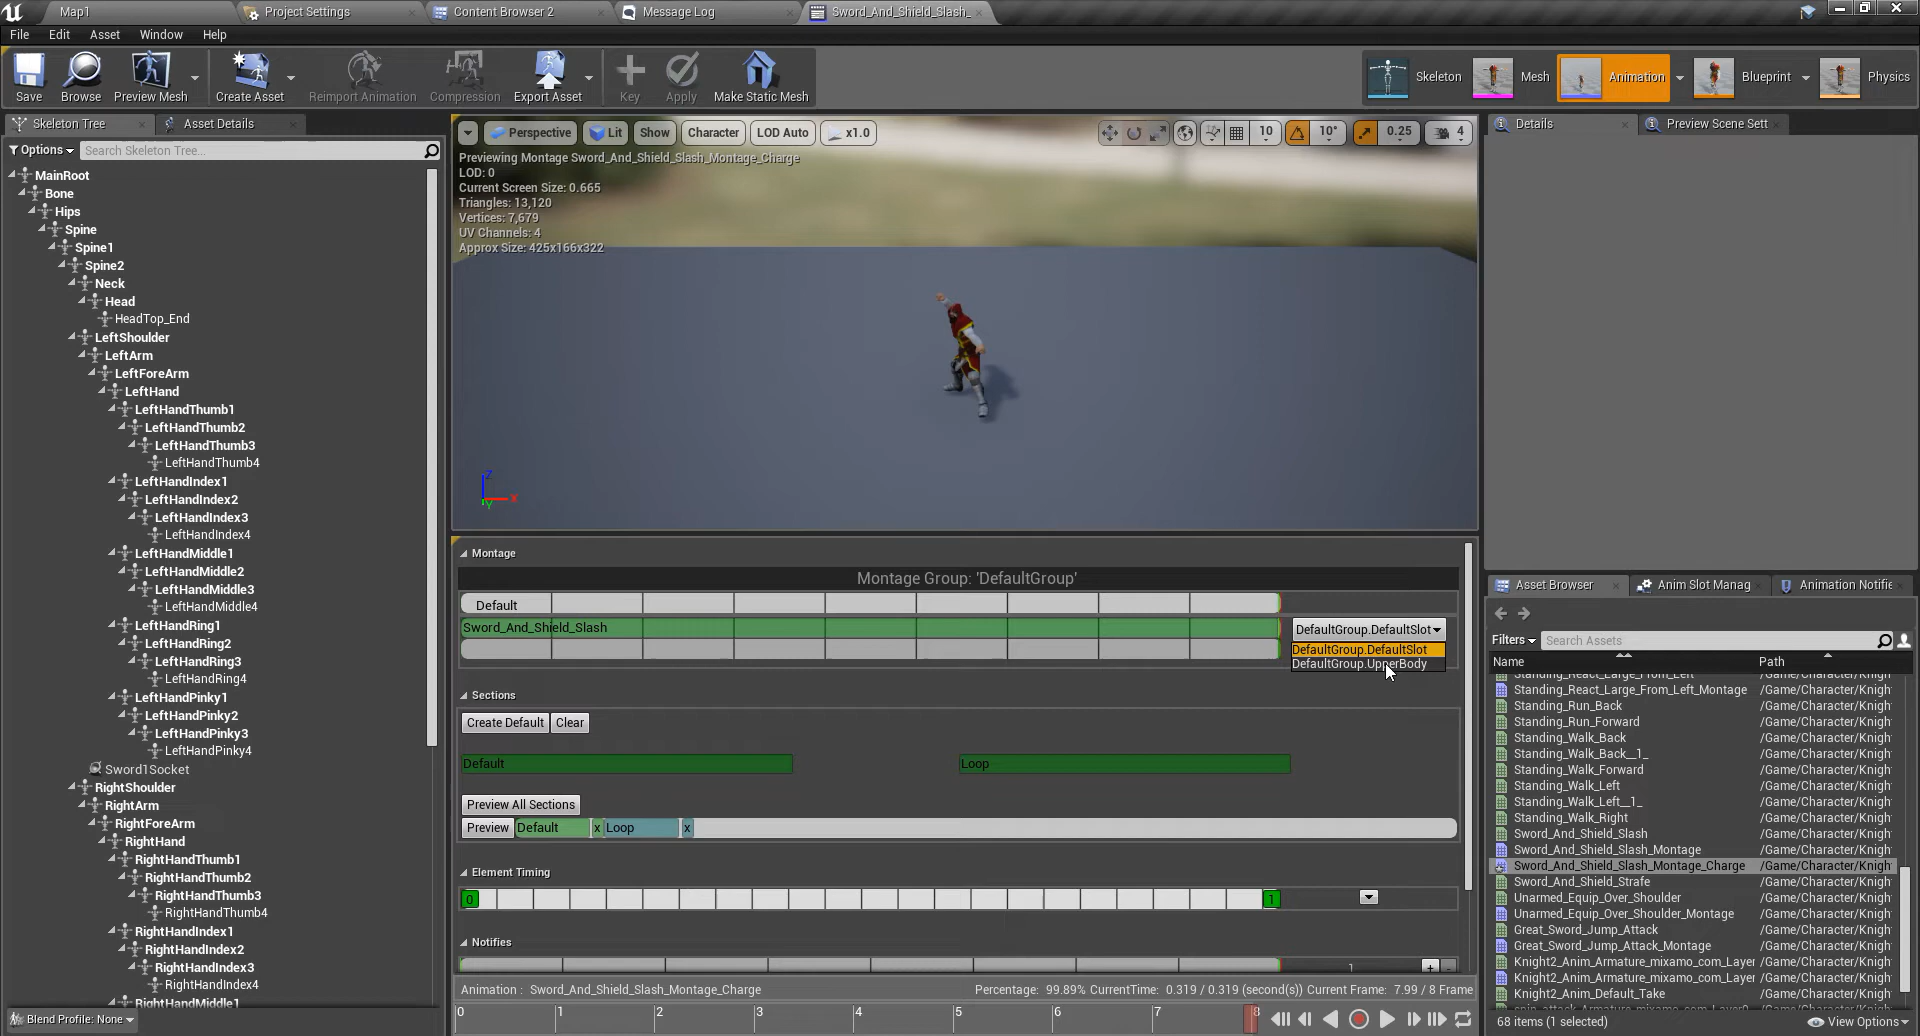 Map1
Project Settings
Content Browser 2
Message Log
Sword_And_Shield_Slash_
File Edit Asset Window Help
Save
Browse
Preview Mesh
Create Asset
Reimport Animation
Compression
Export Asset
Key
Apply
Make Static Mesh
Skeleton
Mesh
Animation
Blueprint
Physics
Skeleton Tree
Asset Details
Options
Search Skeleton Tree...
MainRoot
Bone
Hips
Spine
Spine1
Spine2
Neck
Head
HeadTop_End
LeftShoulder
LeftArm
LeftForeArm
LeftHand
LeftHandThumb1
LeftHandThumb2
LeftHandThumb3
LeftHandThumb4
LeftHandIndex1
LeftHandIndex2
LeftHandIndex3
LeftHandIndex4
LeftHandMiddle1
LeftHandMiddle2
LeftHandMiddle3
LeftHandMiddle4
LeftHandRing1
LeftHandRing2
LeftHandRing3
LeftHandRing4
LeftHandPinky1
LeftHandPinky2
LeftHandPinky3
LeftHandPinky4
Sword1Socket
RightShoulder
RightArm
RightForeArm
RightHand
RightHandThumb1
RightHandThumb2
RightHandThumb3
RightHandThumb4
RightHandIndex1
RightHandIndex2
RightHandIndex3
RightHandIndex4
RightHandMiddle1
Blend Profile: None
Perspective Lit Show Character LOD Auto x1.0
10 10° 0.25 4
Previewing Montage Sword_And_Shield_Slash_Montage_Charge
LOD: 0
Current Screen Size: 0.665
Triangles: 13,120
Vertices: 7,679
UV Channels: 4
Approx Size: 425x166x322
Z
X
Y
Montage
Montage Group: 'DefaultGroup'
Default
Sword_And_Shield_Slash
DefaultGroup.DefaultSlot
DefaultGroup.DefaultSlot
DefaultGroup.UpperBody
Sections
Create Default Clear
Default Loop
Preview All Sections
Preview Default x Loop x
Element Timing
0 1
Notifies
1 + -
Animation : Sword_And_Shield_Slash_Montage_Charge Percentage: 99.89% CurrentTime: 0.319 / 0.319 (second(s)) Current Frame: 7.99 / 8 Frame
0 1 2 3 4 5 6 7 8
Details
Preview Scene Sett
Asset Browser
Anim Slot Manag
Animation Notifie
Filters
Search Assets
Name Path
Standing_React_Large_From_Left
Standing_React_Large_From_Left_Montage /Game/Character/Knigh
Standing_Run_Back /Game/Character/Knigh
Standing_Run_Forward /Game/Character/Knigh
Standing_Walk_Back /Game/Character/Knigh
Standing_Walk_Back__1_ /Game/Character/Knigh
Standing_Walk_Forward /Game/Character/Knigh
Standing_Walk_Left /Game/Character/Knigh
Standing_Walk_Left__1_ /Game/Character/Knigh
Standing_Walk_Right /Game/Character/Knigh
Sword_And_Shield_Slash /Game/Character/Knigh
Sword_And_Shield_Slash_Montage /Game/Character/Knigh
Sword_And_Shield_Slash_Montage_Charge /Game/Character/Knigh
Sword_And_Shield_Strafe /Game/Character/Knigh
Unarmed_Equip_Over_Shoulder /Game/Character/Knigh
Unarmed_Equip_Over_Shoulder_Montage /Game/Character/Knigh
Great_Sword_Jump_Attack /Game/Character/Knigh
Great_Sword_Jump_Attack_Montage /Game/Character/Knigh
Knight2_Anim_Armature_mixamo_com_Layer /Game/Character/Knigh
Knight2_Anim_Armature_mixamo_com_Layer /Game/Character/Knigh
Knight2_Anim_Default_Take /Game/Character/Knigh
68 items (1 selected)
View Options